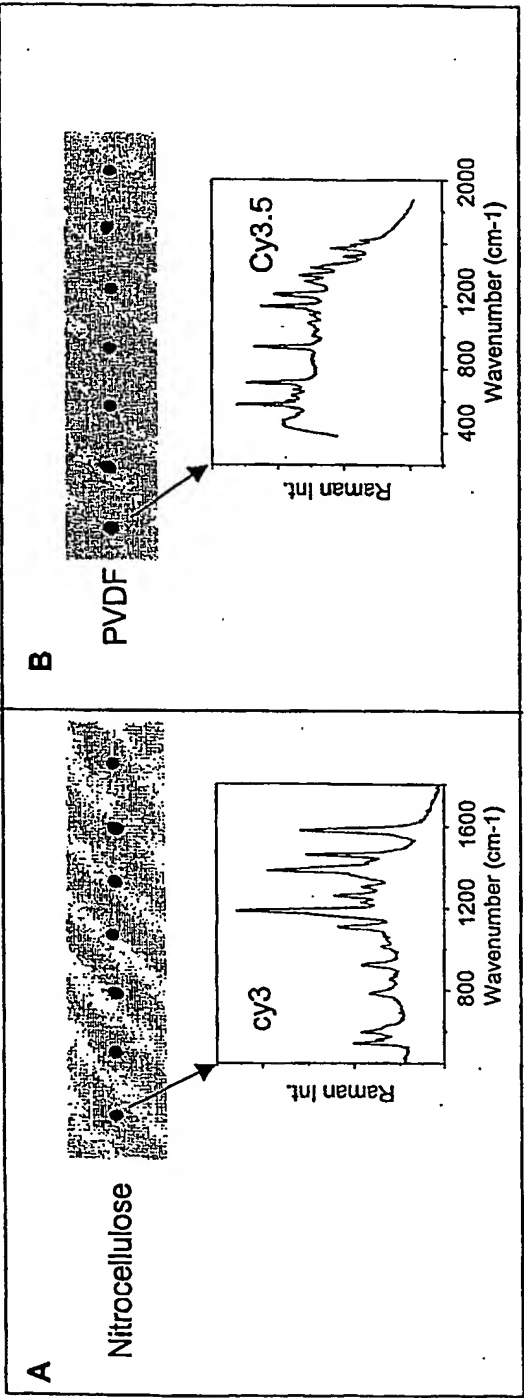 A
Nitrocellulose
cy3
Raman Int.
800 1200 1600
Wavenumber (cm-1)
B
PVDF
Cy3.5
Raman Int.
400 800 1200 2000
Wavenumber (cm-1)